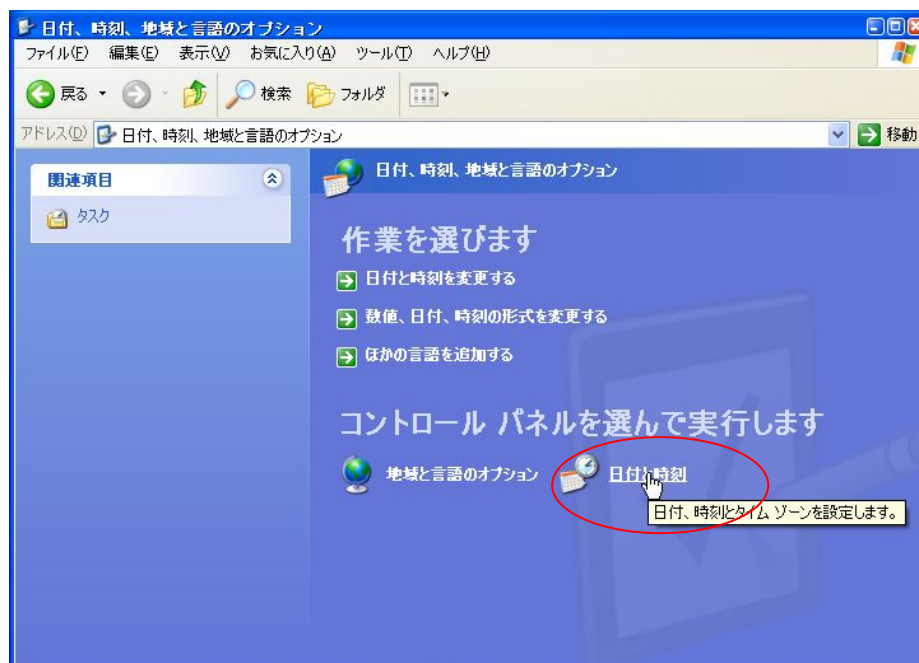 日付、時刻、地域と言語のオプション
ファイル(F) 編集(E) 表示(V) お気に入り(A) ツール(T) ヘルプ(H)
戻る 検索 フォルダ
アドレス(D) 日付、時刻、地域と言語のオプション 移動
関連項目
タスク
日付、時刻、地域と言語のオプション
作業を選びます
日付と時刻を変更する
数値、日付、時刻の形式を変更する
ほかの言語を追加する
コントロール パネルを選んで実行します
地域と言語のオプション 日付と時刻
日付、時刻とタイム ゾーンを設定します。